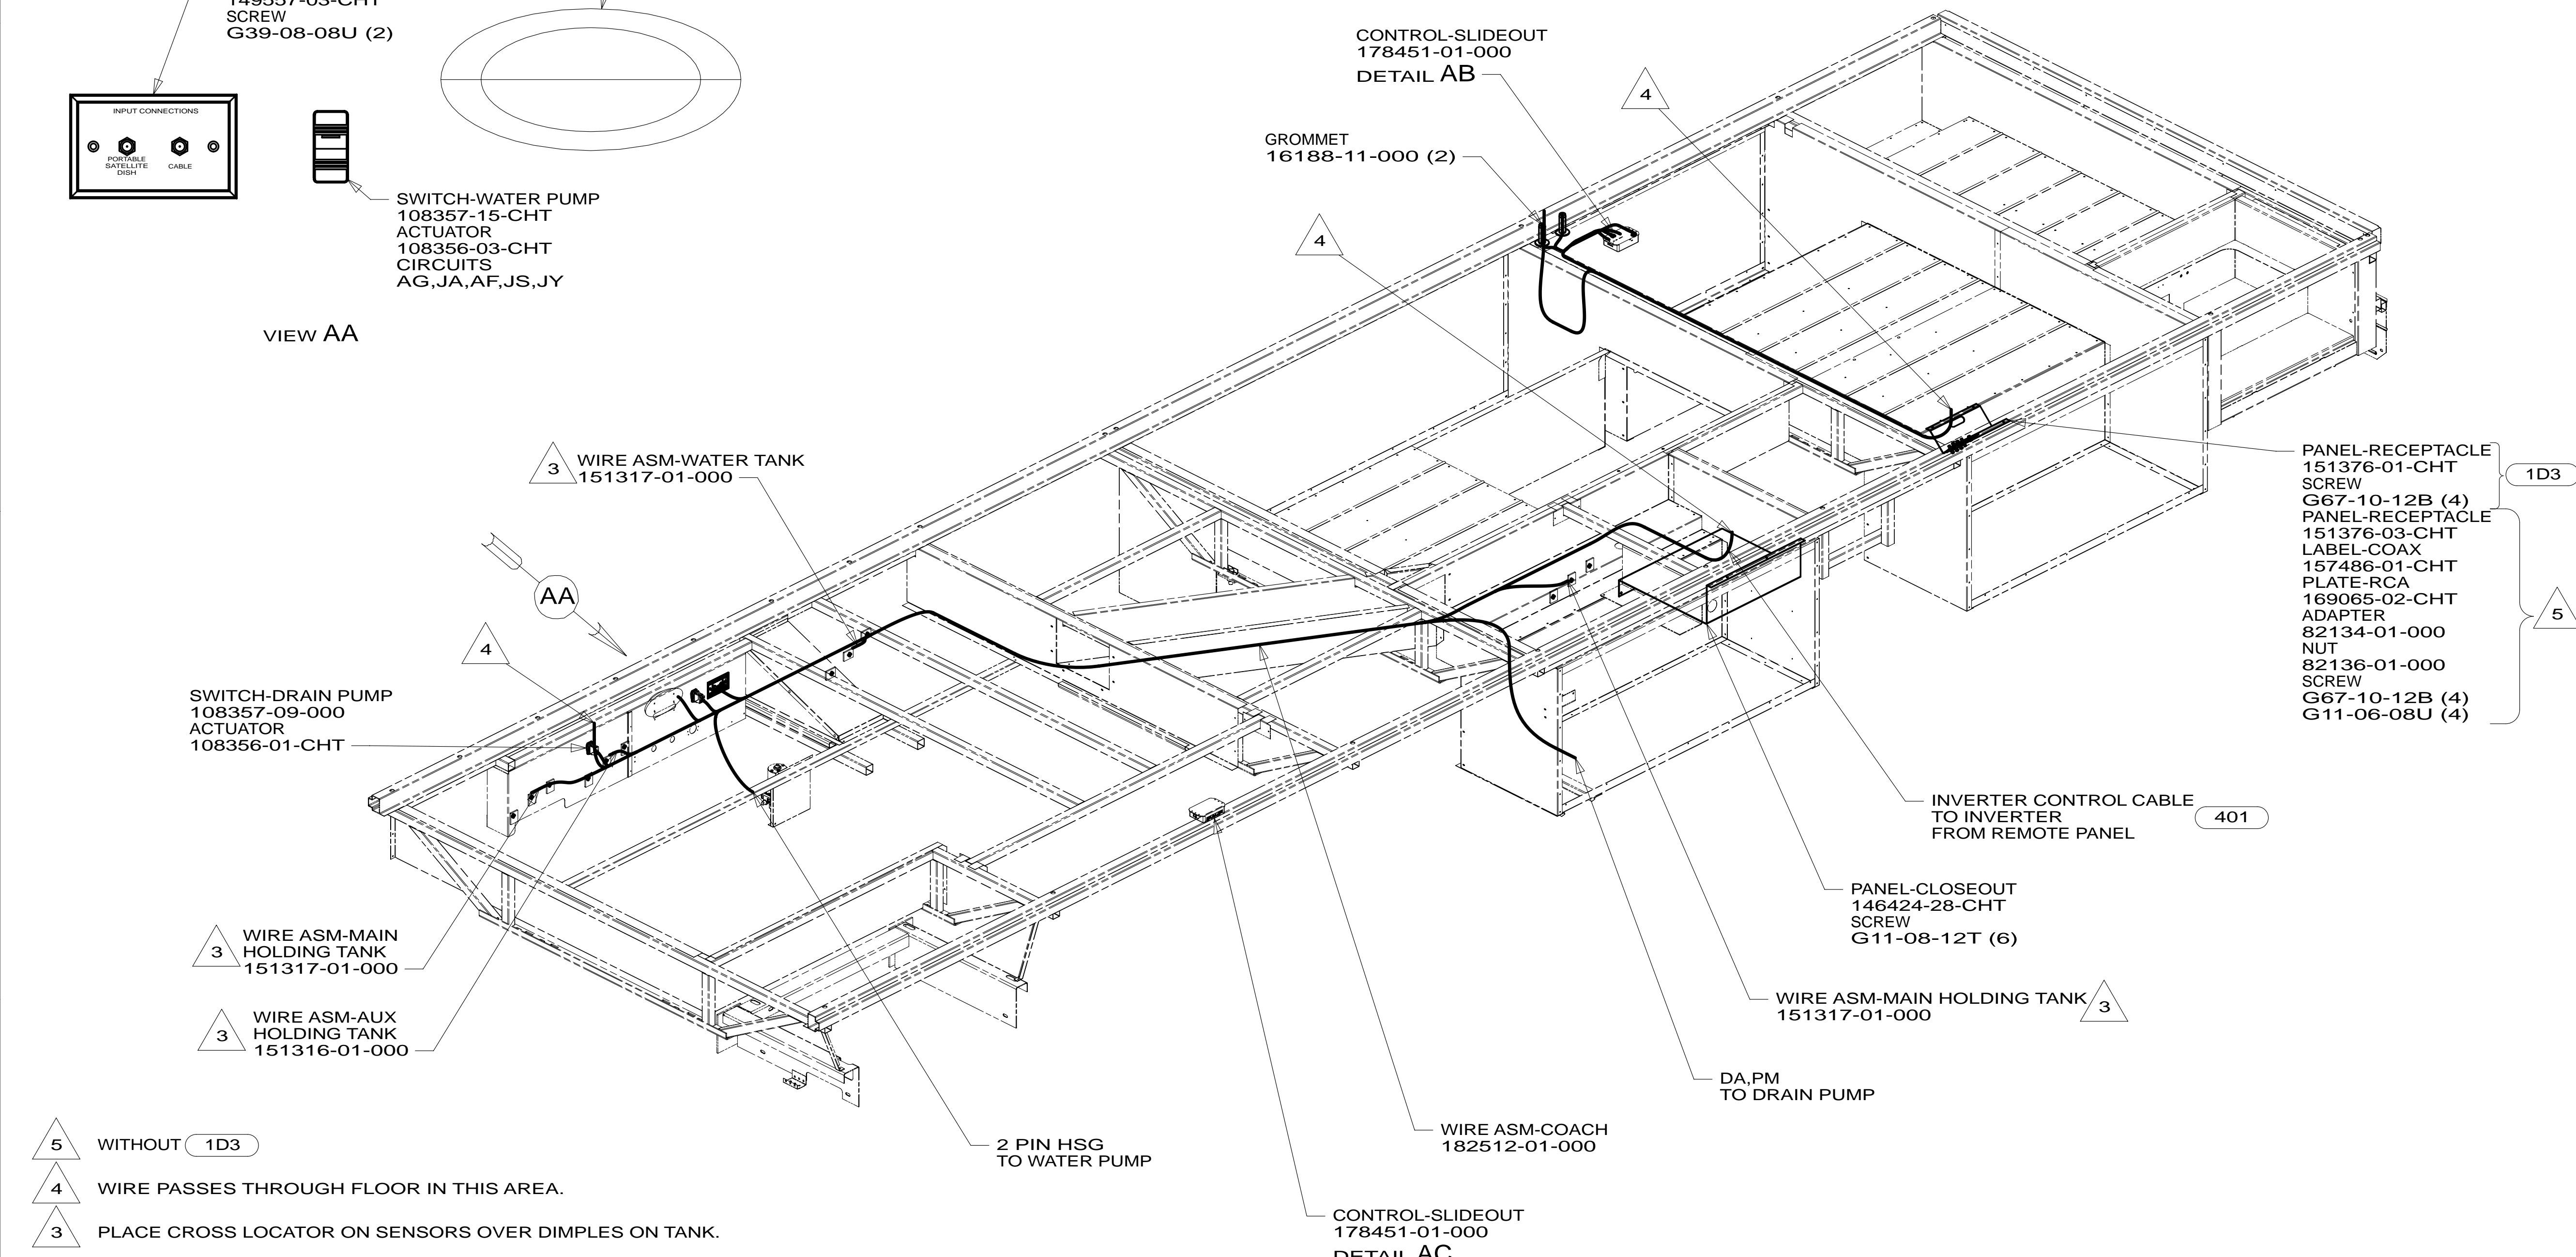 149557-03-CHT
SCREW
G39-08-08U (2)
INPUT CONNECTIONS
PORTABLE
SATELLITE
DISH
CABLE
SWITCH-WATER PUMP
108357-15-CHT
ACTUATOR
108356-03-CHT
CIRCUITS
AG,JA,AF,JS,JY
VIEW AA
CONTROL-SLIDEOUT
178451-01-000
DETAIL AB
4
GROMMET
16188-11-000 (2)
4
3
WIRE ASM-WATER TANK
151317-01-000
AA
4
SWITCH-DRAIN PUMP
108357-09-000
ACTUATOR
108356-01-CHT
PANEL-RECEPTACLE
151376-01-CHT
SCREW
G67-10-12B (4)
1D3
PANEL-RECEPTACLE
151376-03-CHT
LABEL-COAX
157486-01-CHT
PLATE-RCA
169065-02-CHT
ADAPTER
82134-01-000
NUT
82136-01-000
SCREW
G67-10-12B (4)
G11-06-08U (4)
5
INVERTER CONTROL CABLE
TO INVERTER
FROM REMOTE PANEL
401
PANEL-CLOSEOUT
146424-28-CHT
SCREW
G11-08-12T (6)
3
WIRE ASM-MAIN
HOLDING TANK
151317-01-000
3
WIRE ASM-AUX
HOLDING TANK
151316-01-000
WIRE ASM-MAIN HOLDING TANK
151317-01-000
3
DA,PM
TO DRAIN PUMP
WIRE ASM-COACH
182512-01-000
2 PIN HSG
TO WATER PUMP
CONTROL-SLIDEOUT
178451-01-000
DETAIL AC
5 WITHOUT 1D3
4 WIRE PASSES THROUGH FLOOR IN THIS AREA.
3 PLACE CROSS LOCATOR ON SENSORS OVER DIMPLES ON TANK.